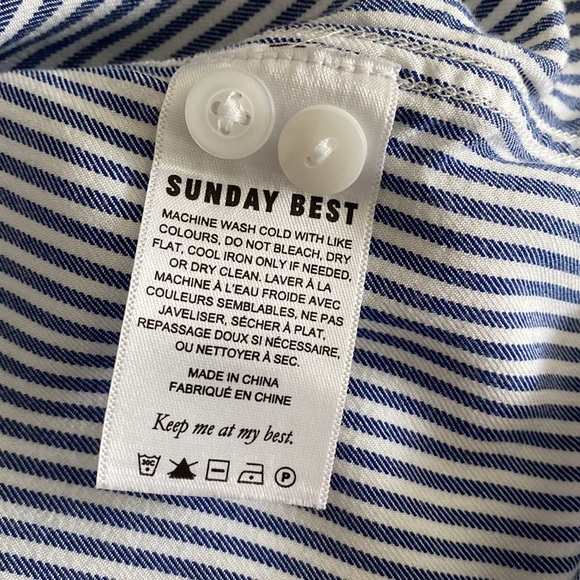 SUNDAY BEST
MACHINE WASH COLD WITH LIKE
COLOURS, DO NOT BLEACH, DRY
FLAT, COOL IRON ONLY IF NEEDED,
OR DRY CLEAN. LAVER À LA
MACHINE À L'EAU FROIDE AVEC
COULEURS SEMBLABLES, NE PAS
JAVELISER, SÉCHER À PLAT,
REPASSAGE DOUX SI NÉCESSAIRE,
OU NETTOYER À SEC.
MADE IN CHINA
FABRIQUÉ EN CHINE
Keep me at my best.
30C P